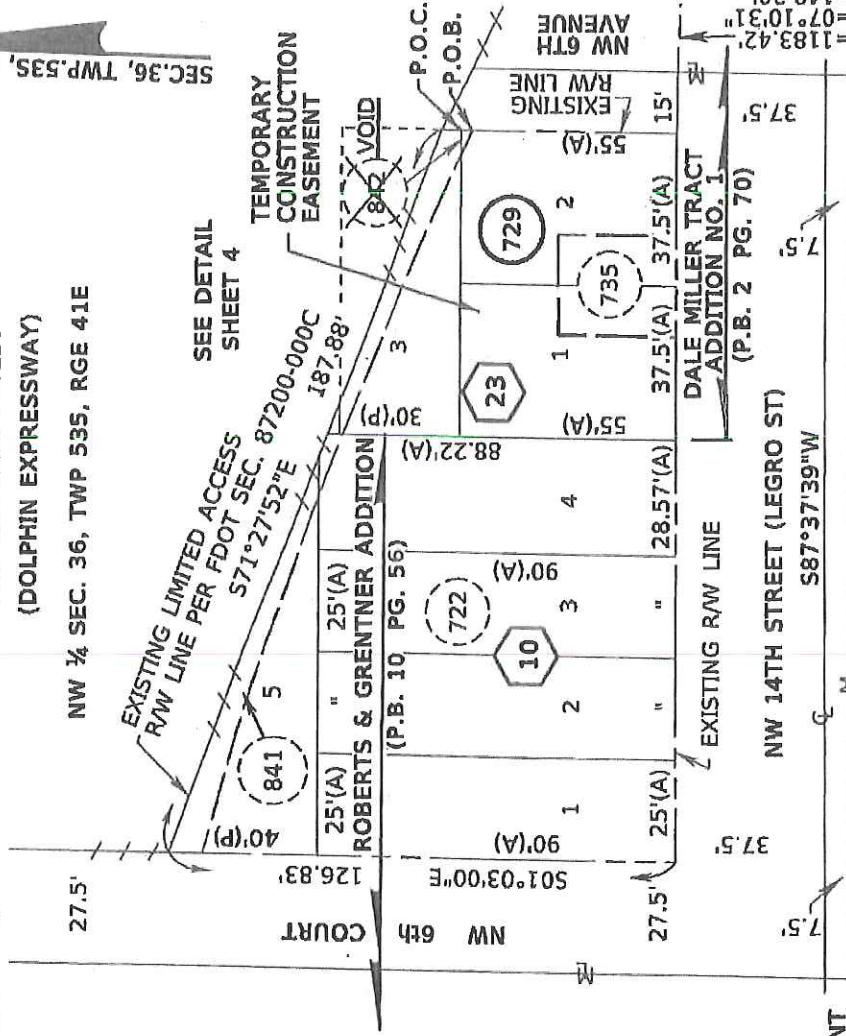 SEC.36, TWP.53S,
(DOLPHIN EXPRESSWAY)
NW ¼ SEC. 36, TWP 53S, RGE 41E
SEE DETAIL
SHEET 4
TEMPORARY
CONSTRUCTION
EASEMENT
842
VOID
P.O.C.
P.O.B.
NW 6TH
AVENUE
EXISTING
R/W LINE
=1183.42'
=07°10'31"
EXISTING LIMITED ACCESS
R/W LINE PER FDOT SEC. 87200-000C
S71°27'52"E
187.88'
27.5'
841
5
40'(P)
25'(A)
"
25'(A)
ROBERTS & GRENTNER ADDITION
(P.B. 10 PG. 56)
722
10
1
2
3
4
90'(A)
90'(A)
88.22'(A)
30'(P)
3
23
729
735
1
2
55'(A)
55'(A)
126.83'
S01°03'00"E
NW 6th COURT
27.5'
25'(A)
"
"
28.57'(A)
37.5'(A)
37.5'(A)
15'
DALE MILLER TRACT
ADDITION NO. 1
(P.B. 2 PG. 70)
EXISTING R/W LINE
NW 14TH STREET (LEGRO ST)
S87°37'39"W
37.5'
37.5'
7.5'
7.5'
NT